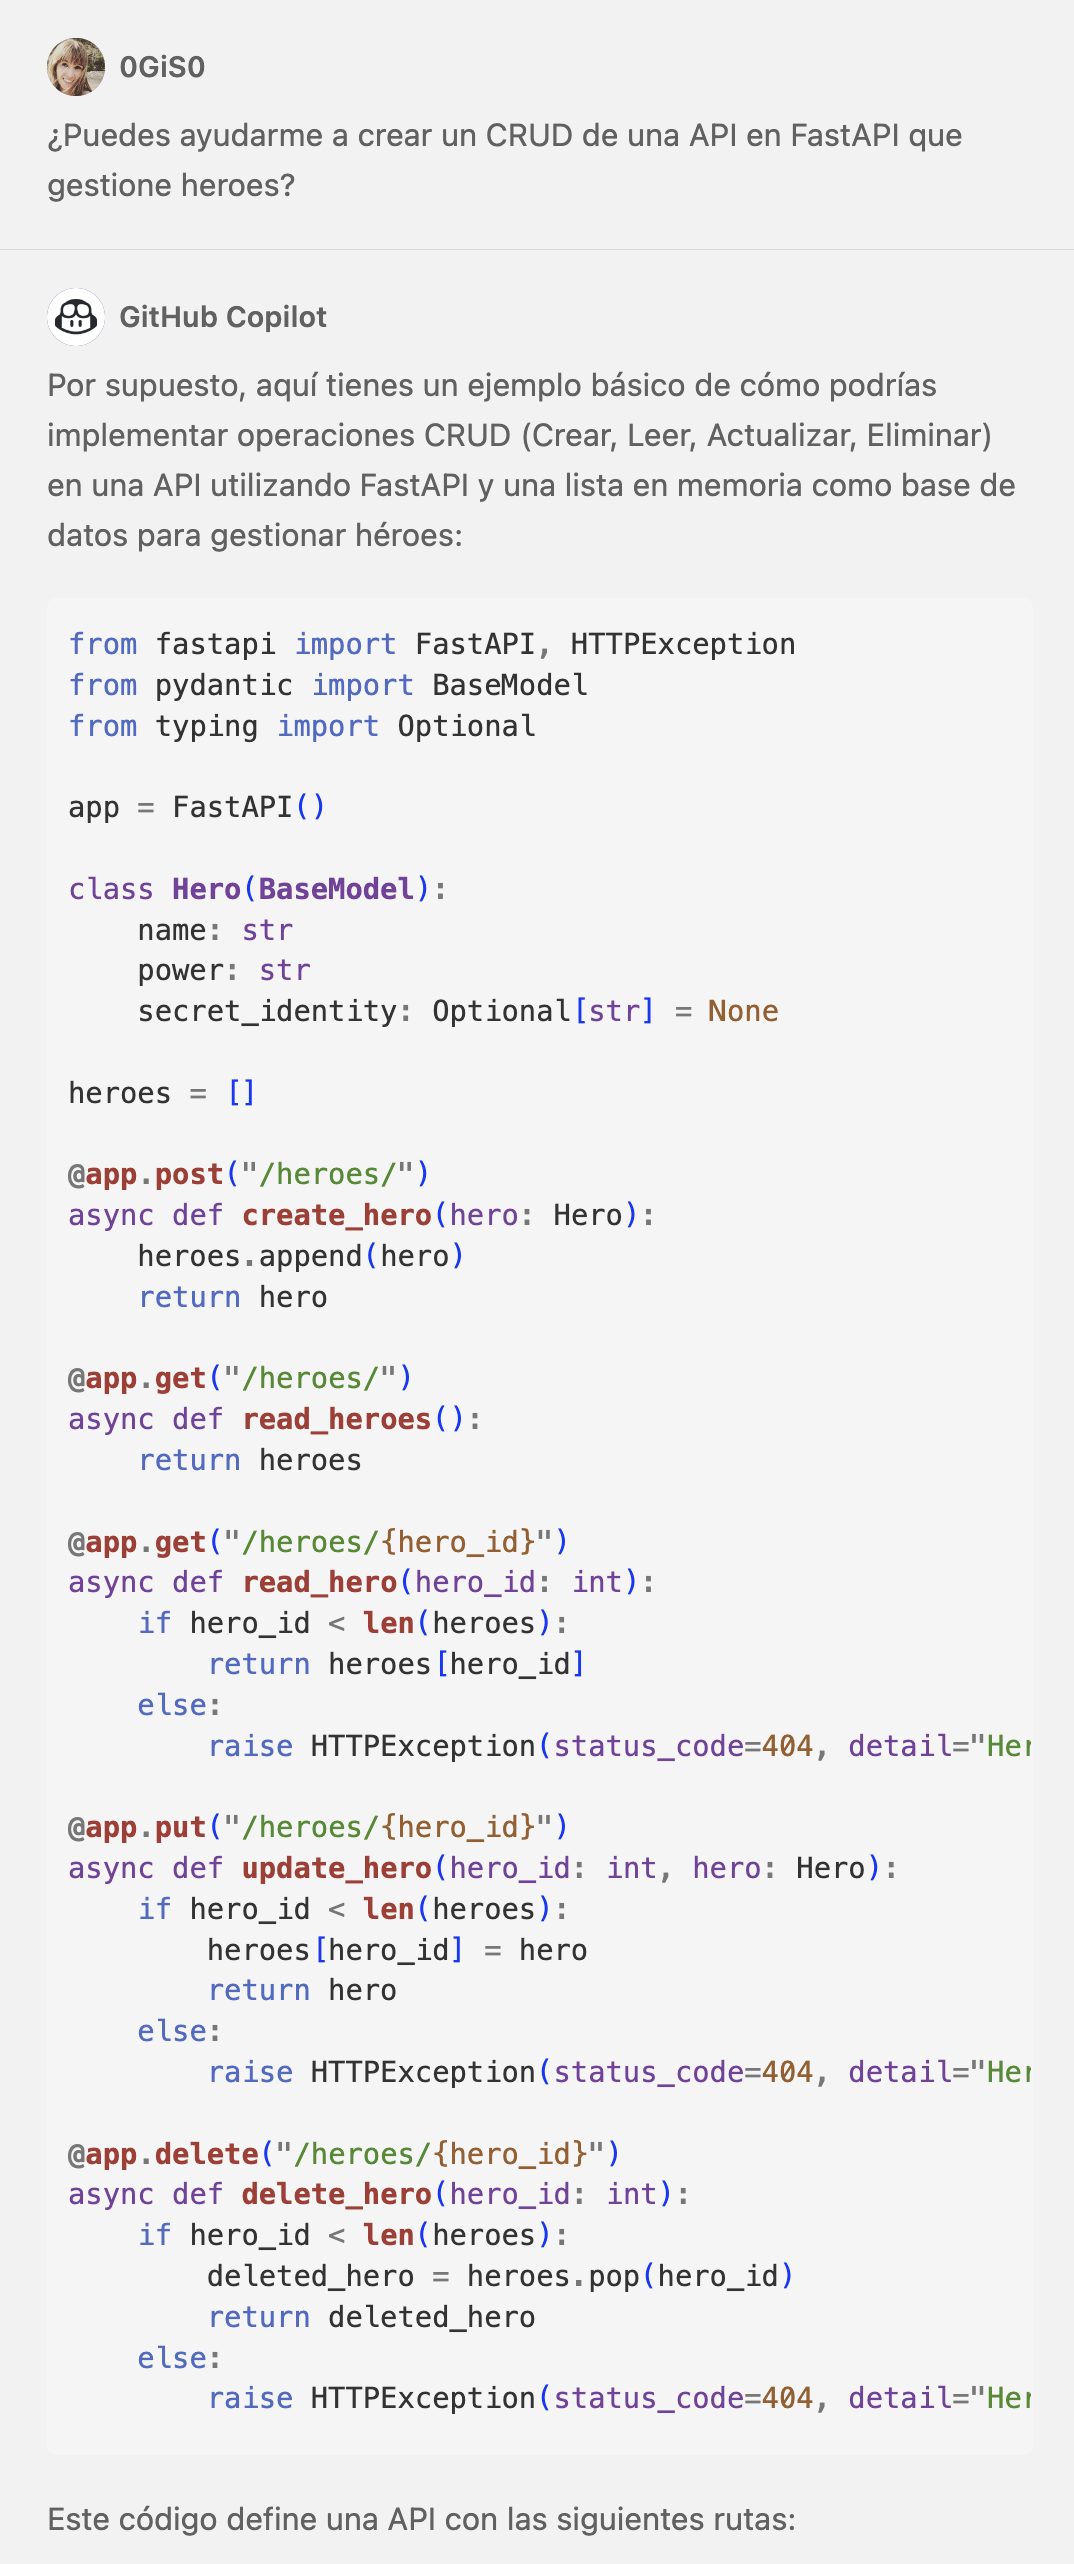 0GiS0
¿Puedes ayudarme a crear un CRUD de una API en FastAPI que
gestione heroes?
GitHub Copilot
Por supuesto, aquí tienes un ejemplo básico de cómo podrías
implementar operaciones CRUD (Crear, Leer, Actualizar, Eliminar)
en una API utilizando FastAPI y una lista en memoria como base de
datos para gestionar héroes:
from fastapi import FastAPI, HTTPException
from pydantic import BaseModel
from typing import Optional
app = FastAPI()
class Hero(BaseModel):
    name: str
    power: str
    secret_identity: Optional[str] = None
heroes = []
@app.post("/heroes/")
async def create_hero(hero: Hero):
    heroes.append(hero)
    return hero
@app.get("/heroes/")
async def read_heroes():
    return heroes
@app.get("/heroes/{hero_id}")
async def read_hero(hero_id: int):
    if hero_id < len(heroes):
        return heroes[hero_id]
    else:
        raise HTTPException(status_code=404, detail="Her
@app.put("/heroes/{hero_id}")
async def update_hero(hero_id: int, hero: Hero):
    if hero_id < len(heroes):
        heroes[hero_id] = hero
        return hero
    else:
        raise HTTPException(status_code=404, detail="Her
@app.delete("/heroes/{hero_id}")
async def delete_hero(hero_id: int):
    if hero_id < len(heroes):
        deleted_hero = heroes.pop(hero_id)
        return deleted_hero
    else:
        raise HTTPException(status_code=404, detail="Her
Este código define una API con las siguientes rutas: